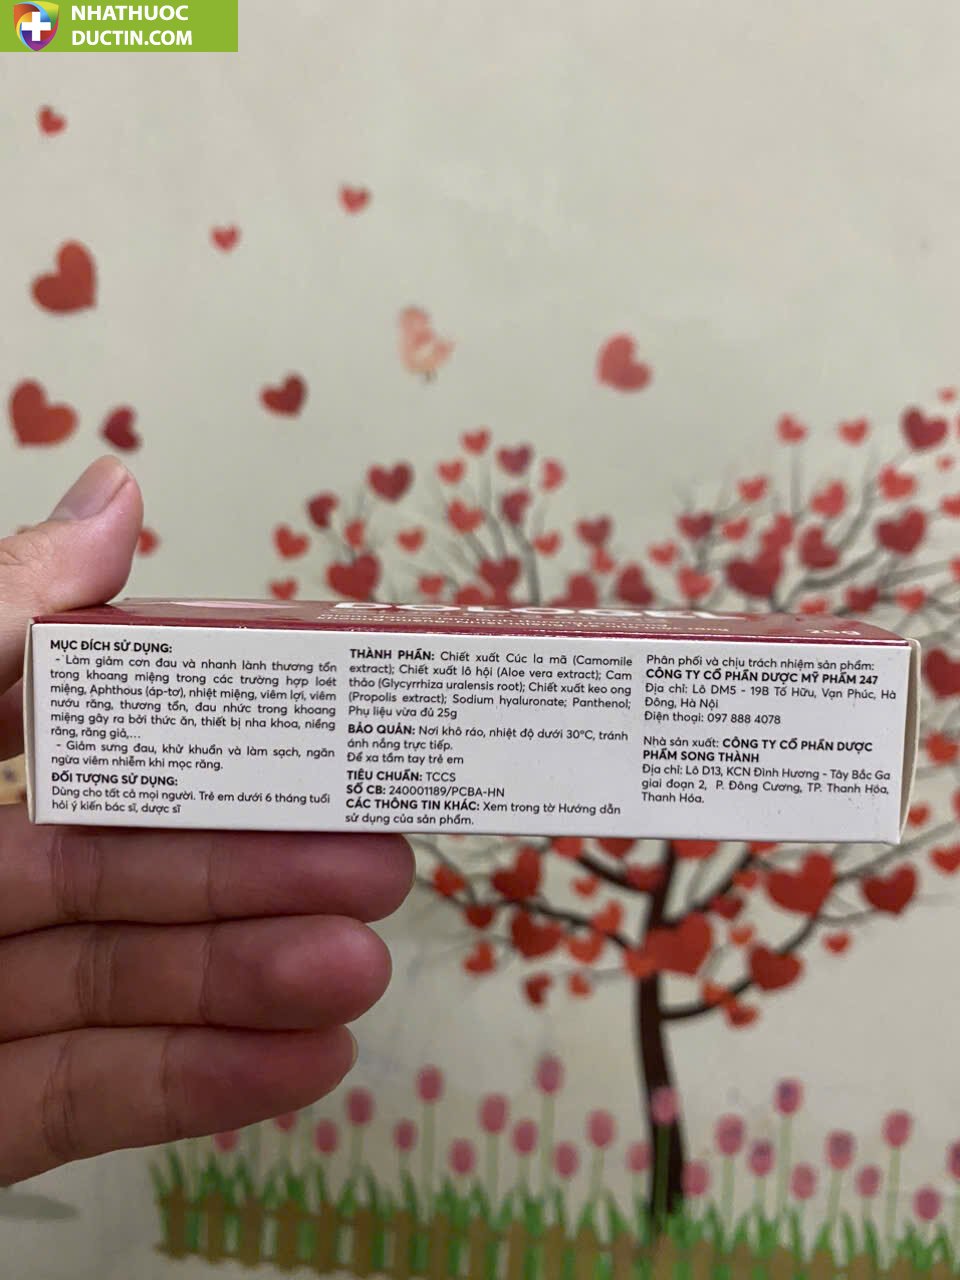 NHATHUOC
DUCTIN.COM
25g
MỤC ĐÍCH SỬ DỤNG:
- Làm giảm cơn đau và nhanh lành thương tổn
trong khoang miệng trong các trường hợp loét
miệng, Aphthous (áp-tơ), nhiệt miệng, viêm lợi, viêm
nướu răng, thương tổn, đau nhức trong khoang
miệng gây ra bởi thức ăn, thiết bị nha khoa, niềng
răng, răng giả,...
- Giảm sưng đau, khử khuẩn và làm sạch, ngăn
ngừa viêm nhiễm khi mọc răng.
ĐỐI TƯỢNG SỬ DỤNG:
Dùng cho tất cả mọi người. Trẻ em dưới 6 tháng tuổi
hỏi ý kiến bác sĩ, dược sĩ
THÀNH PHẦN: Chiết xuất Cúc la mã (Camomile
extract); Chiết xuất lô hội (Aloe vera extract); Cam
thảo (Glycyrrhiza uralensis root); Chiết xuất keo ong
(Propolis extract); Sodium hyaluronate; Panthenol;
Phụ liệu vừa đủ 25g
BẢO QUẢN: Nơi khô ráo, nhiệt độ dưới 30°C, tránh
ánh nắng trực tiếp.
Để xa tầm tay trẻ em
TIÊU CHUẨN: TCCS
SỐ CB: 240001189/PCBA-HN
CÁC THÔNG TIN KHÁC: Xem trong tờ Hướng dẫn
sử dụng của sản phẩm.
Phân phối và chịu trách nhiệm sản phẩm:
CÔNG TY CỔ PHẦN DƯỢC MỸ PHẨM 247
Địa chỉ: Lô DM5 - 19B Tố Hữu, Vạn Phúc, Hà
Đông, Hà Nội
Điện thoại: 097 888 4078
Nhà sản xuất: CÔNG TY CỔ PHẦN DƯỢC
PHẨM SONG THÀNH
Địa chỉ: Lô D13, KCN Đình Hương - Tây Bắc Ga
giai đoạn 2, P. Đông Cương, TP. Thanh Hóa,
Thanh Hóa.